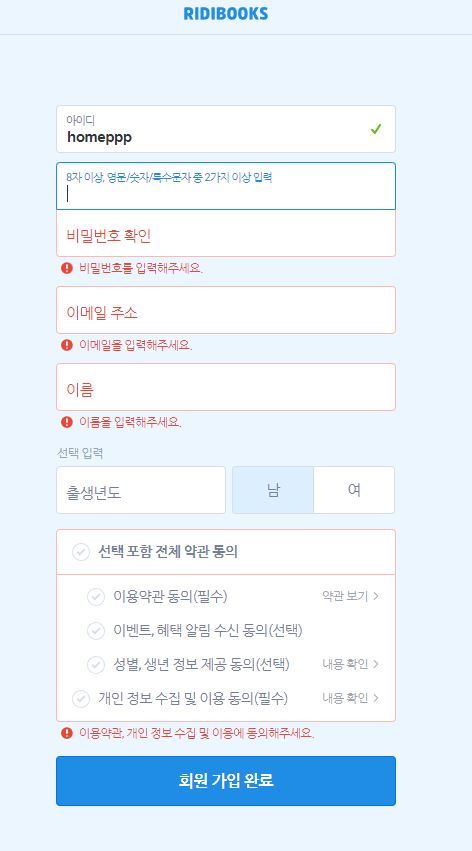 RIDIBOOKS
아이디
homeppp
8자 이상, 영문/숫자/특수문자 중 2가지 이상 입력
비밀번호 확인
비밀번호를 입력해주세요.
이메일 주소
이메일을 입력해주세요.
이름
이름을 입력해주세요.
선택 입력
출생년도 남 여
선택 포함 전체 약관 동의
이용약관 동의(필수) 약관 보기 >
이벤트, 혜택 알림 수신 동의(선택)
성별, 생년 정보 제공 동의(선택) 내용 확인 >
개인 정보 수집 및 이용 동의(필수) 내용 확인 >
이용약관, 개인 정보 수집 및 이용에 동의해주세요.
회원 가입 완료